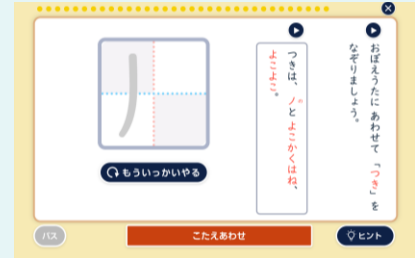 おぼえうたに あわせて 「つき」を
なぞりましょう。
つきは、ノと よこかくはね、
よこよこ。
もういっかいやる
パス
こたえあわせ
ヒント